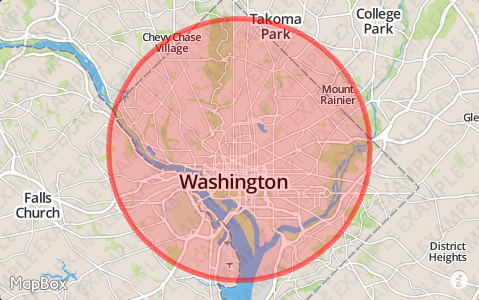 Takoma
Park
College
Park
Chevy Chase
Village
Mount
Rainier
Gle
Washington
Falls
Church
District
Heights
MapBox